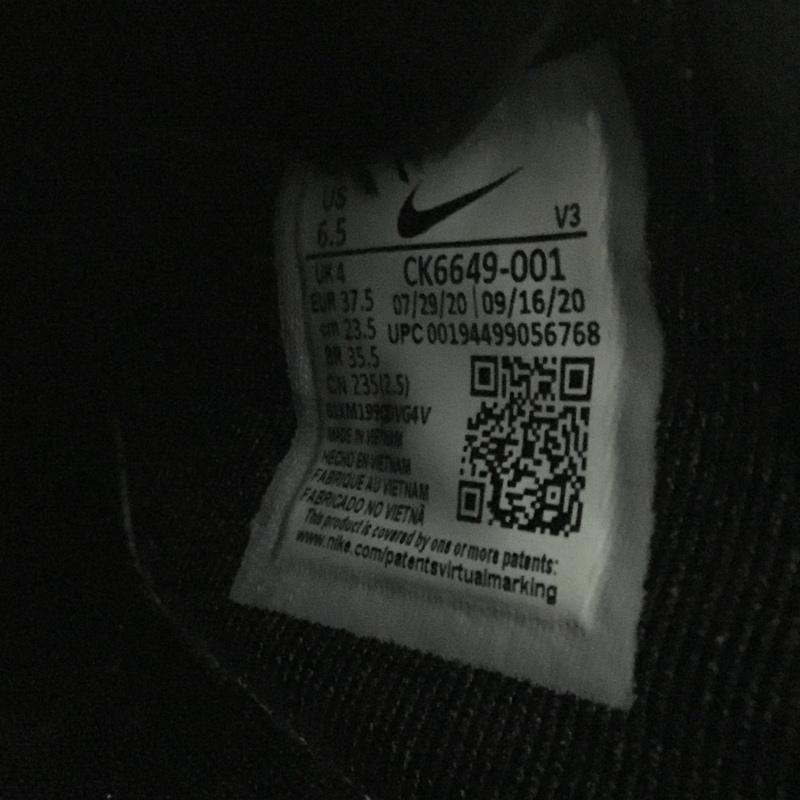 US
6.5
V3
UK 4
CK6649-001
EUR 37.5
07/29/20 | 09/16/20
cm 23.5
UPC 00194499056768
BR 35.5
CN 235(2.5)
MADE IN VIETNAM
HECHO EN VIETNAM
FABRIQUE AU VIETNAM
FABRICADO NO VIETNÃ
This product is covered by one or more patents:
www.nike.com/patentsvirtualmarking